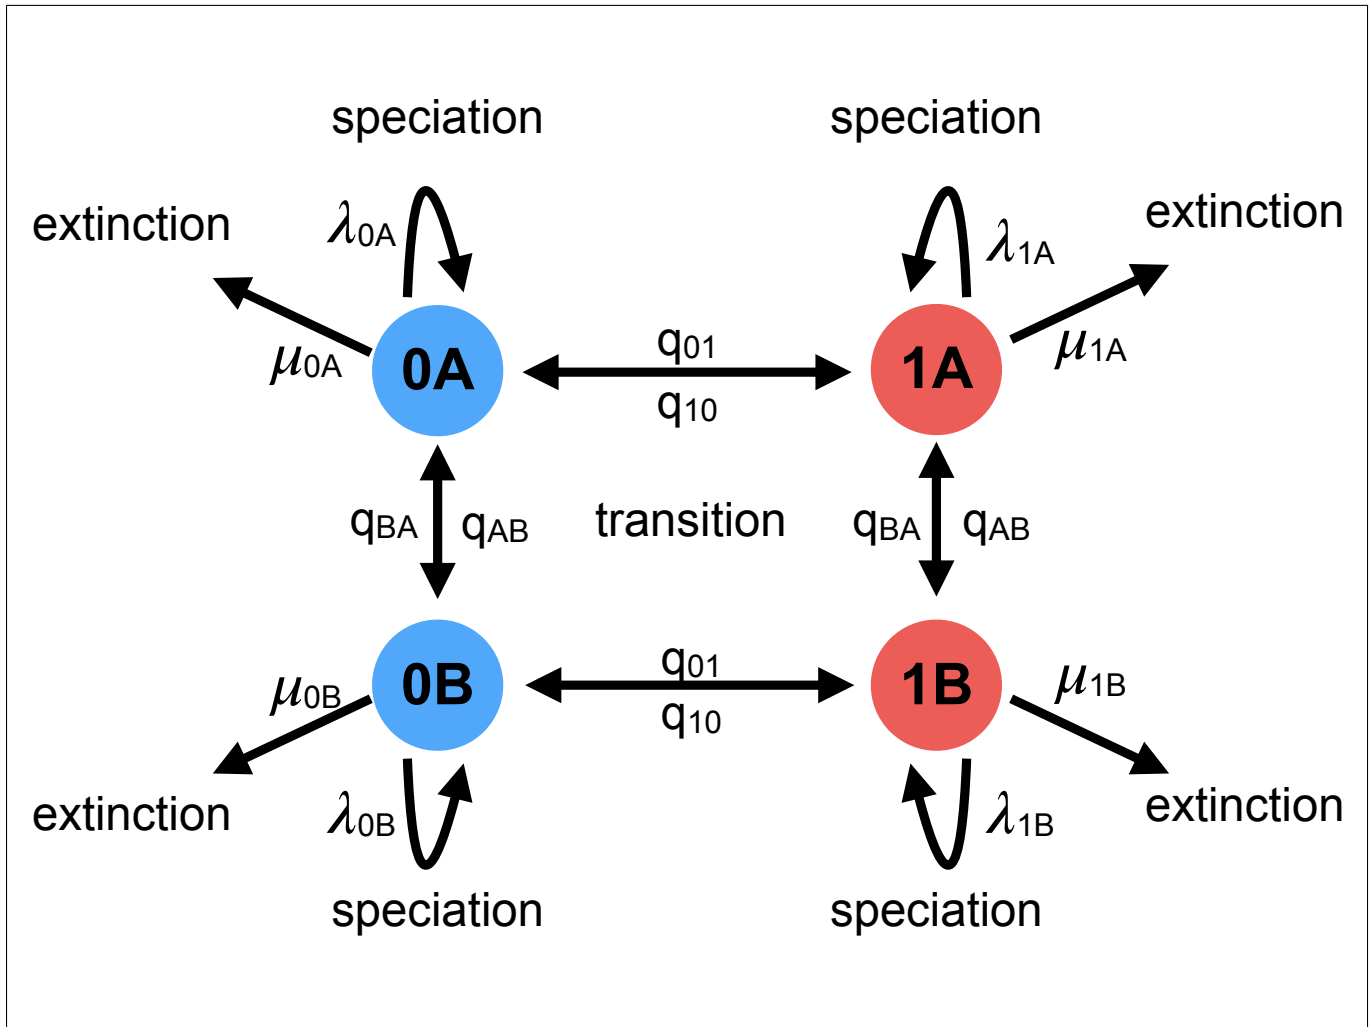 speciation
speciation
extinction
λ0A
λ1A
extinction
μ0A
0A
q01
q10
1A
μ1A
qBA
qAB
transition
qBA
qAB
μ0B
0B
q01
q10
1B
μ1B
extinction
λ0B
λ1B
extinction
speciation
speciation